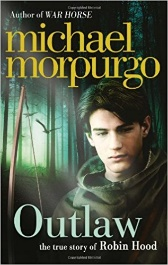 Author of WAR HORSE
michael
morpurgo
Outlaw
the true story of Robin Hood